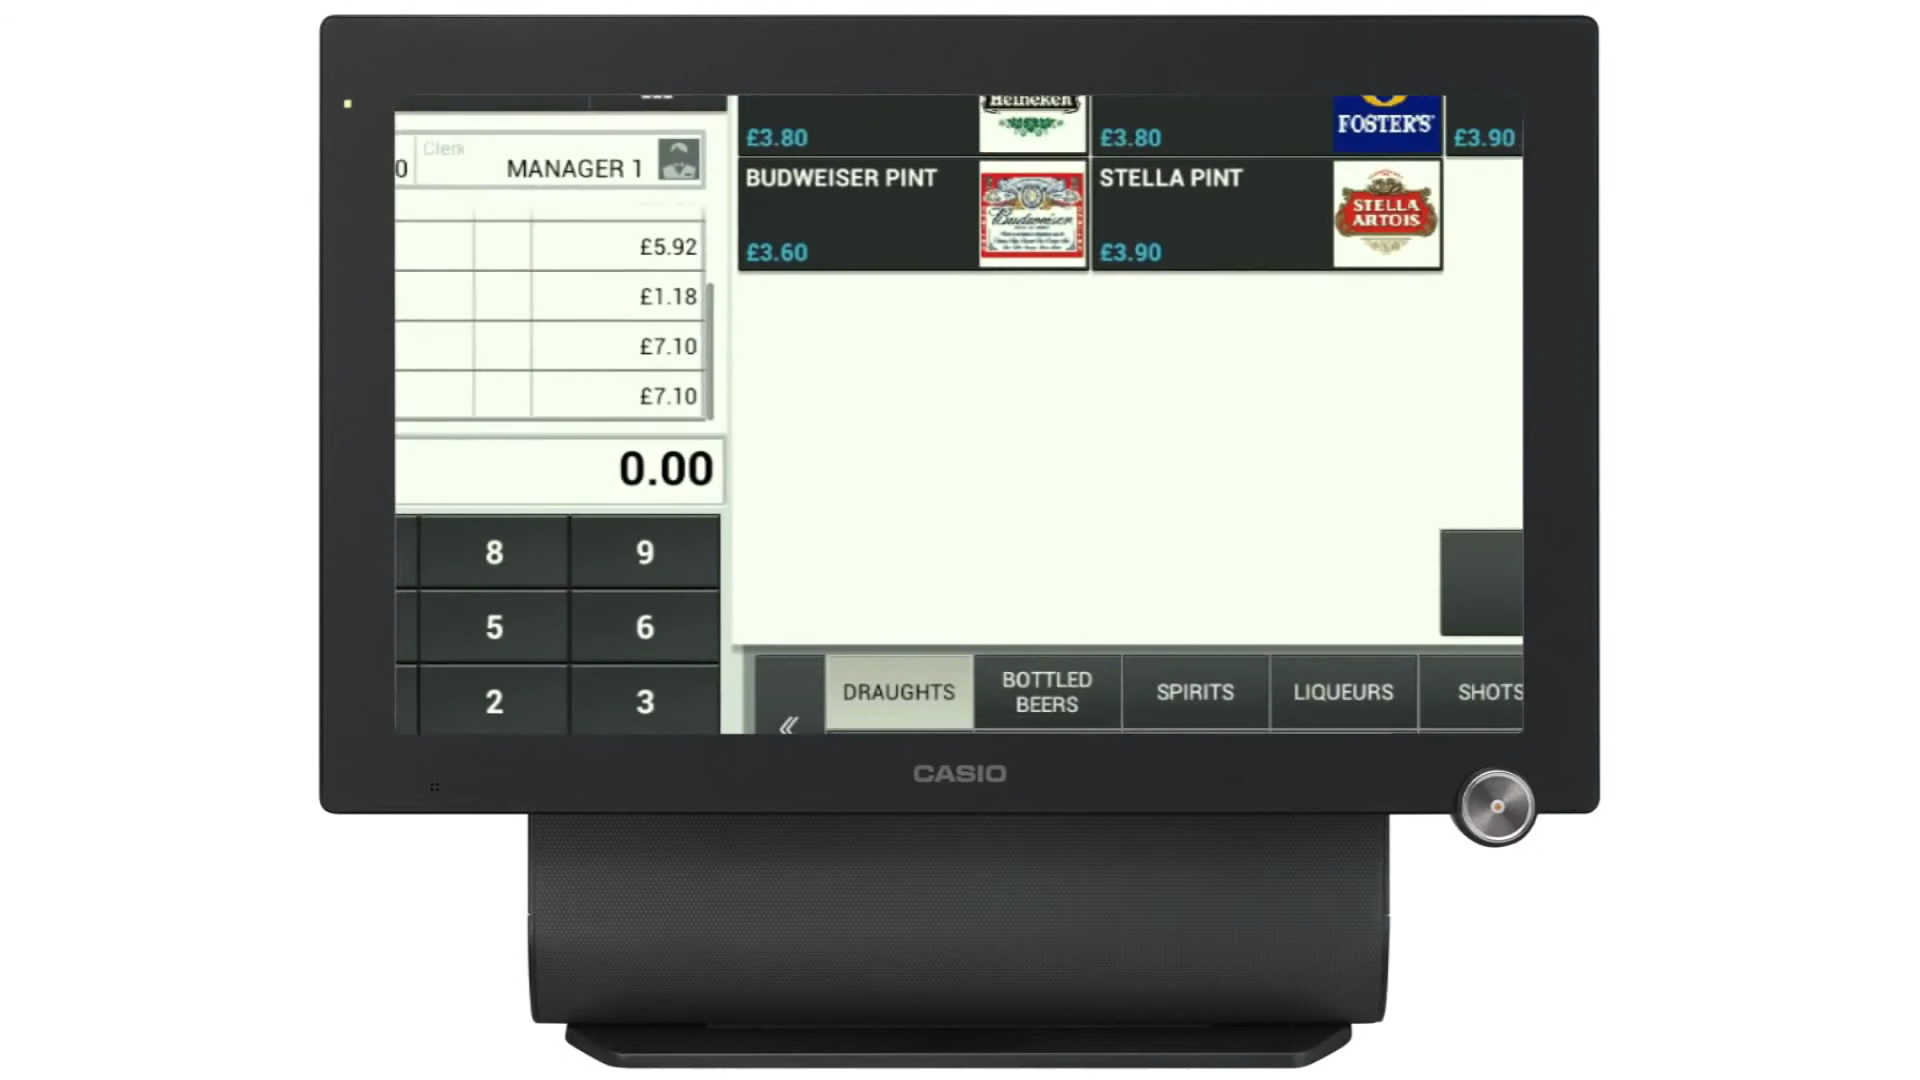 Heineken
£3.80
£3.80
FOSTER'S
£3.90
0
Clerk
MANAGER 1
BUDWEISER PINT
Budweiser
£3.60
STELLA PINT
STELLA
ARTOIS
£3.90
£5.92
£1.18
£7.10
£7.10
0.00
8
9
5
6
2
3
«
DRAUGHTS
BOTTLED
BEERS
SPIRITS
LIQUEURS
SHOTS
CASIO